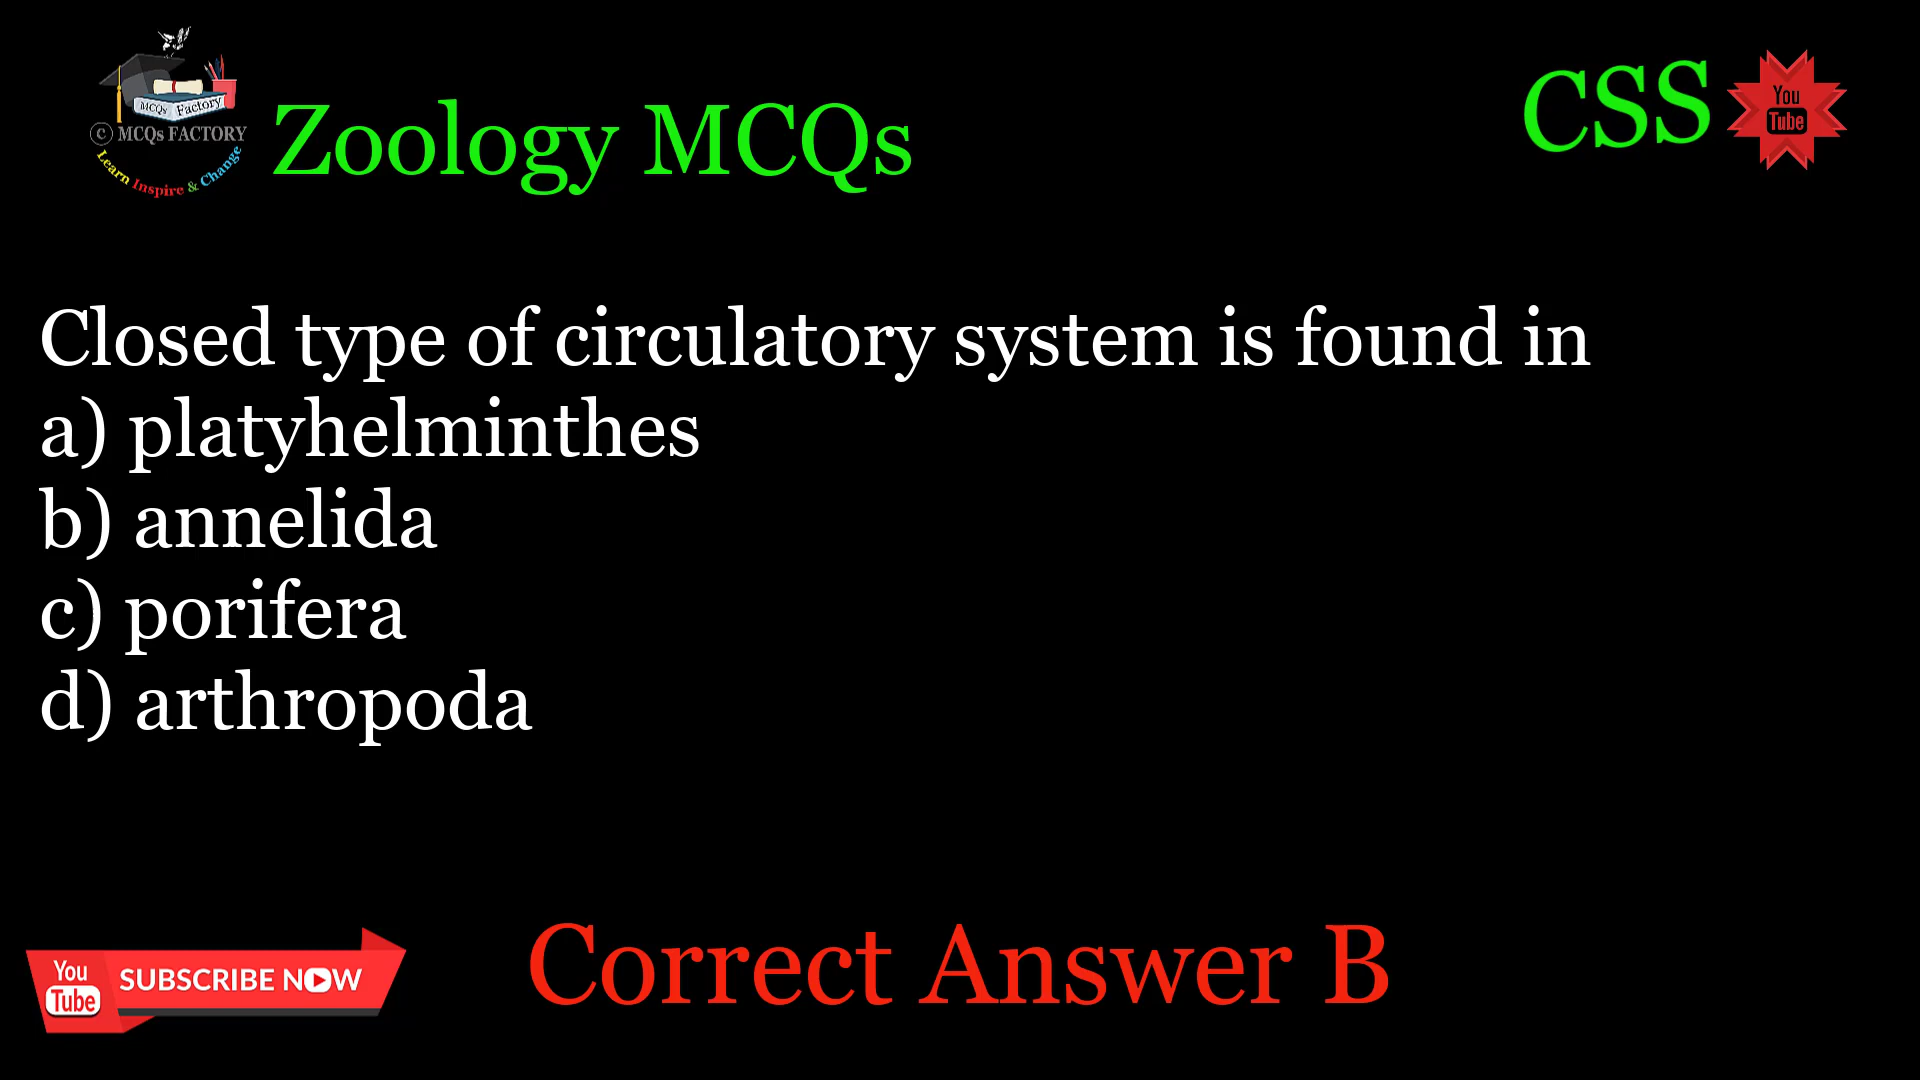 MCQs Factory
© MCQs FACTORY
Learn Inspire & Change
Zoology MCQs
CSS
You
Tube
Closed type of circulatory system is found in
a) platyhelminthes
b) annelida
c) porifera
d) arthropoda
You
Tube
SUBSCRIBE NOW
Correct Answer B